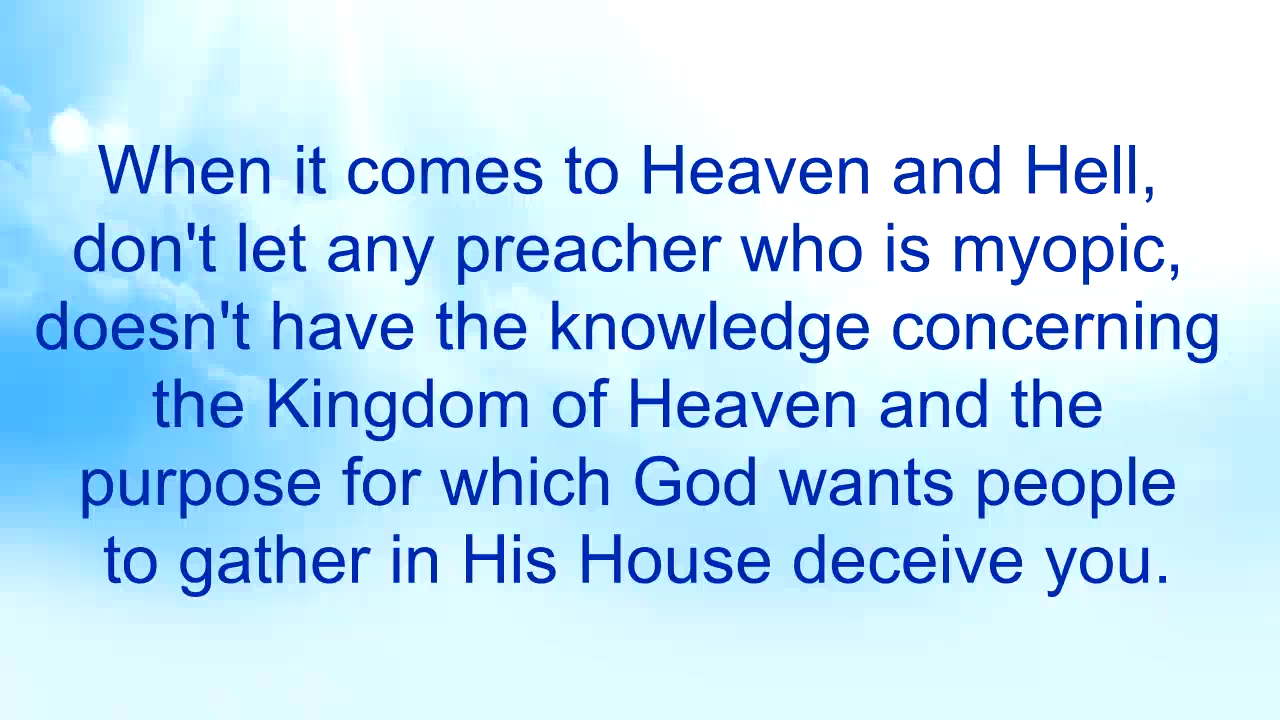 When it comes to Heaven and Hell,
don't let any preacher who is myopic,
doesn't have the knowledge concerning
the Kingdom of Heaven and the
purpose for which God wants people
to gather in His House deceive you.